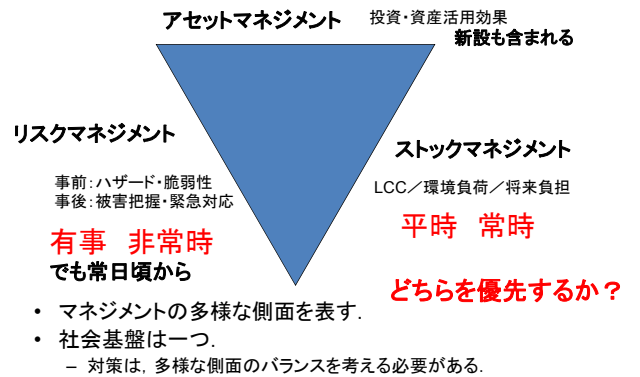 アセットマネジメント 投資・資産活用効果
新設も含まれる
リスクマネジメント
ストックマネジメント
事前：ハザード・脆弱性
事後：被害把握・緊急対応
LCC／環境負荷／将来負担
有事 非常時
平時 常時
でも常日頃から
どちらを優先するか？
• マネジメントの多様な側面を表す．
• 社会基盤は一つ．
– 対策は，多様な側面のバランスを考える必要がある．